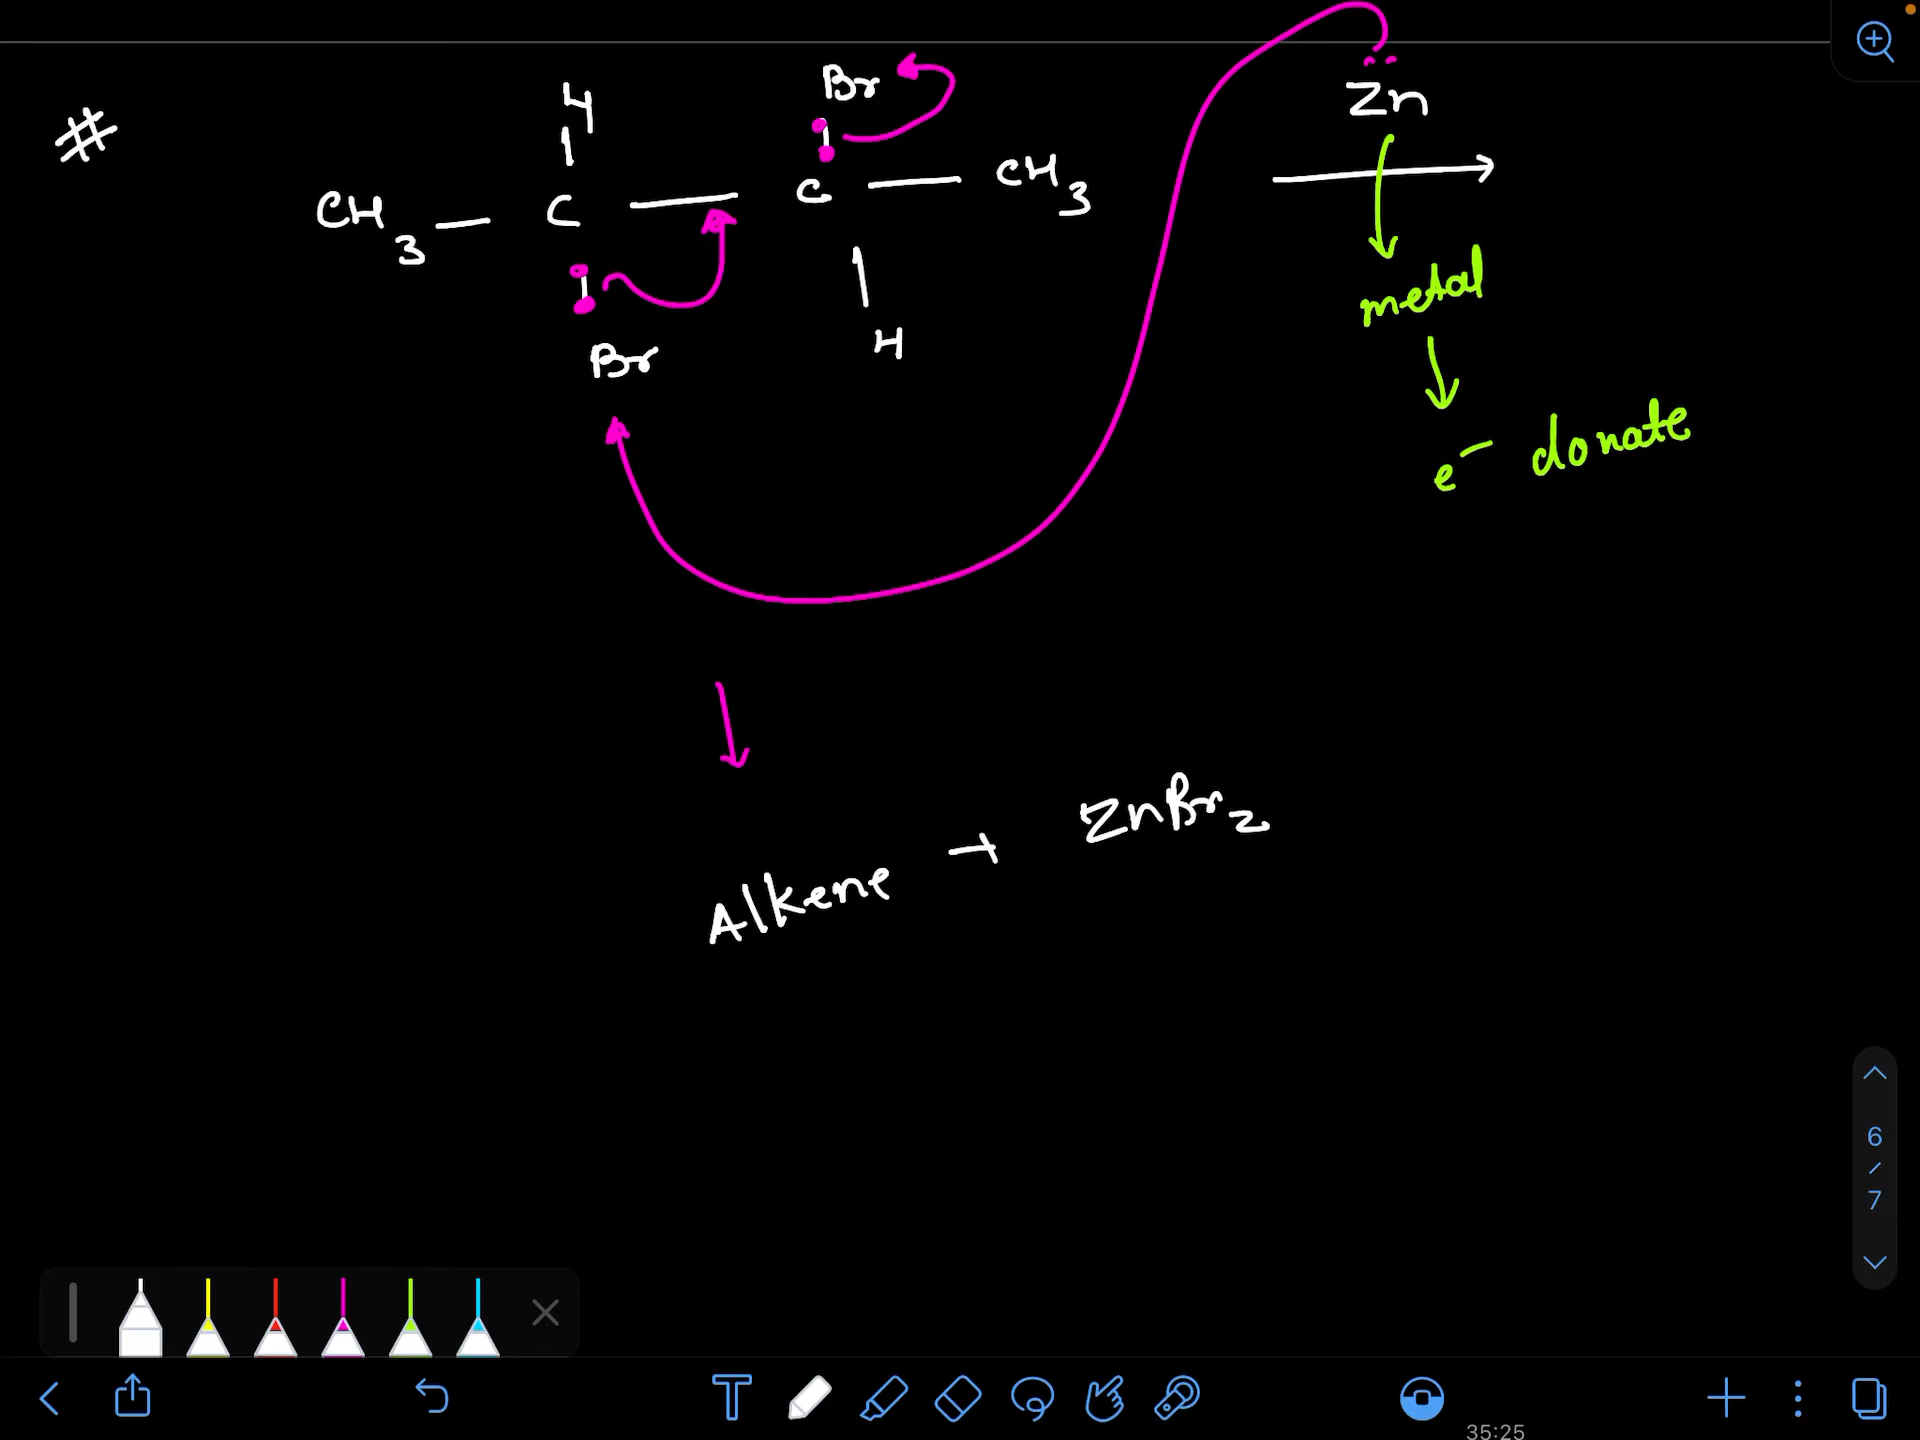 #
H
Br
Zn
CH3 — C — C — CH3
Br
H
metal
e⁻ donate
Alkene + ZnBr2
6
/
7
T
35:25